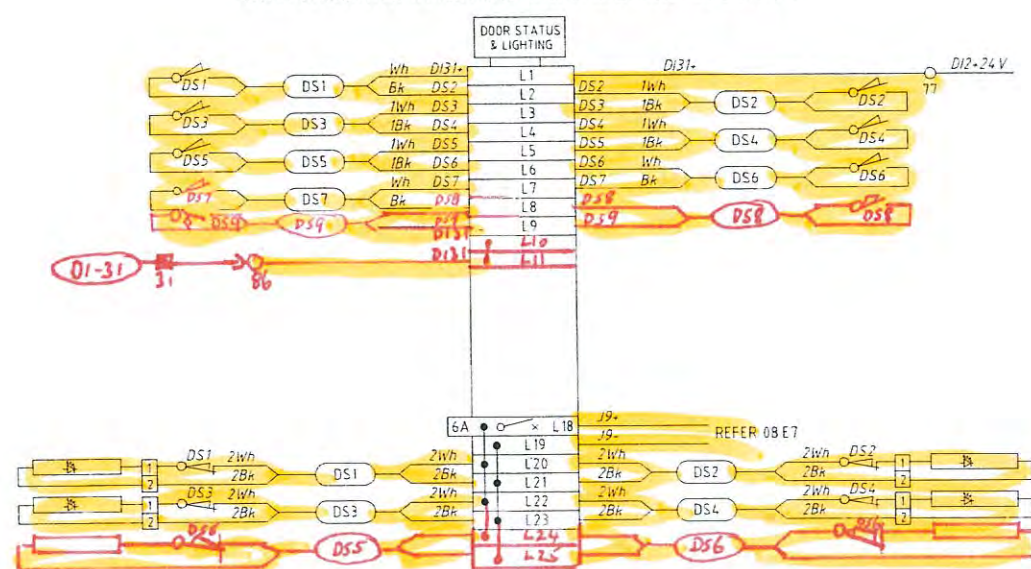 DOOR STATUS
& LIGHTING
Wh DI31+ L1 DI31+ DI2+24V
DS1 DS1 Bk DS2 L2 DS2 1Wh 77
1Wh DS3 L3 DS3 1Bk DS2 DS2
DS3 DS3 1Bk DS4 L4 DS4 1Wh
1Wh DS5 L5 DS5 1Bk DS4 DS4
DS5 DS5 1Bk DS6 L6 DS6 Wh
Wh DS7 L7 DS7 Bk DS6 DS6
DS7 DS7 Bk DS8 L8 DS8
DS9 DS9 DS9 L9 DS9 DS8 DS8
DI31 L10
DI-31 31 86 DI31 L11
6A × L18 J9+
L19 J9- REFER 08 E7
DS1 2Wh 2Wh L20 2Wh 2Wh DS2
1 2 2Bk DS1 2Bk L21 2Bk DS2 2Bk 1 2
DS3 2Wh 2Wh L22 2Wh 2Wh DS4
1 2 2Bk DS3 2Bk L23 2Bk DS4 2Bk 1 2
L24
DS5 L25 DS6